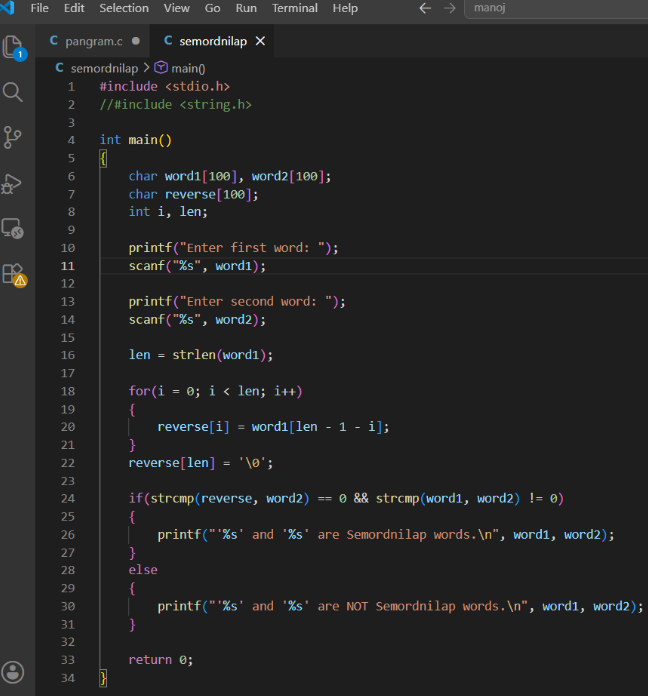 File Edit Selection View Go Run Terminal Help ← → manoj
C pangram.c ● C semordnilap ×
C semordnilap > main()
1 #include <stdio.h>
2 //#include <string.h>
3
4 int main()
5 {
6     char word1[100], word2[100];
7     char reverse[100];
8     int i, len;
9
10     printf("Enter first word: ");
11     scanf("%s", word1);
12
13     printf("Enter second word: ");
14     scanf("%s", word2);
15
16     len = strlen(word1);
17
18     for(i = 0; i < len; i++)
19     {
20         reverse[i] = word1[len - 1 - i];
21     }
22     reverse[len] = '\0';
23
24     if(strcmp(reverse, word2) == 0 && strcmp(word1, word2) != 0)
25     {
26         printf("'%s' and '%s' are Semordnilap words.\n", word1, word2);
27     }
28     else
29     {
30         printf("'%s' and '%s' are NOT Semordnilap words.\n", word1, word2);
31     }
32
33     return 0;
34 }
1